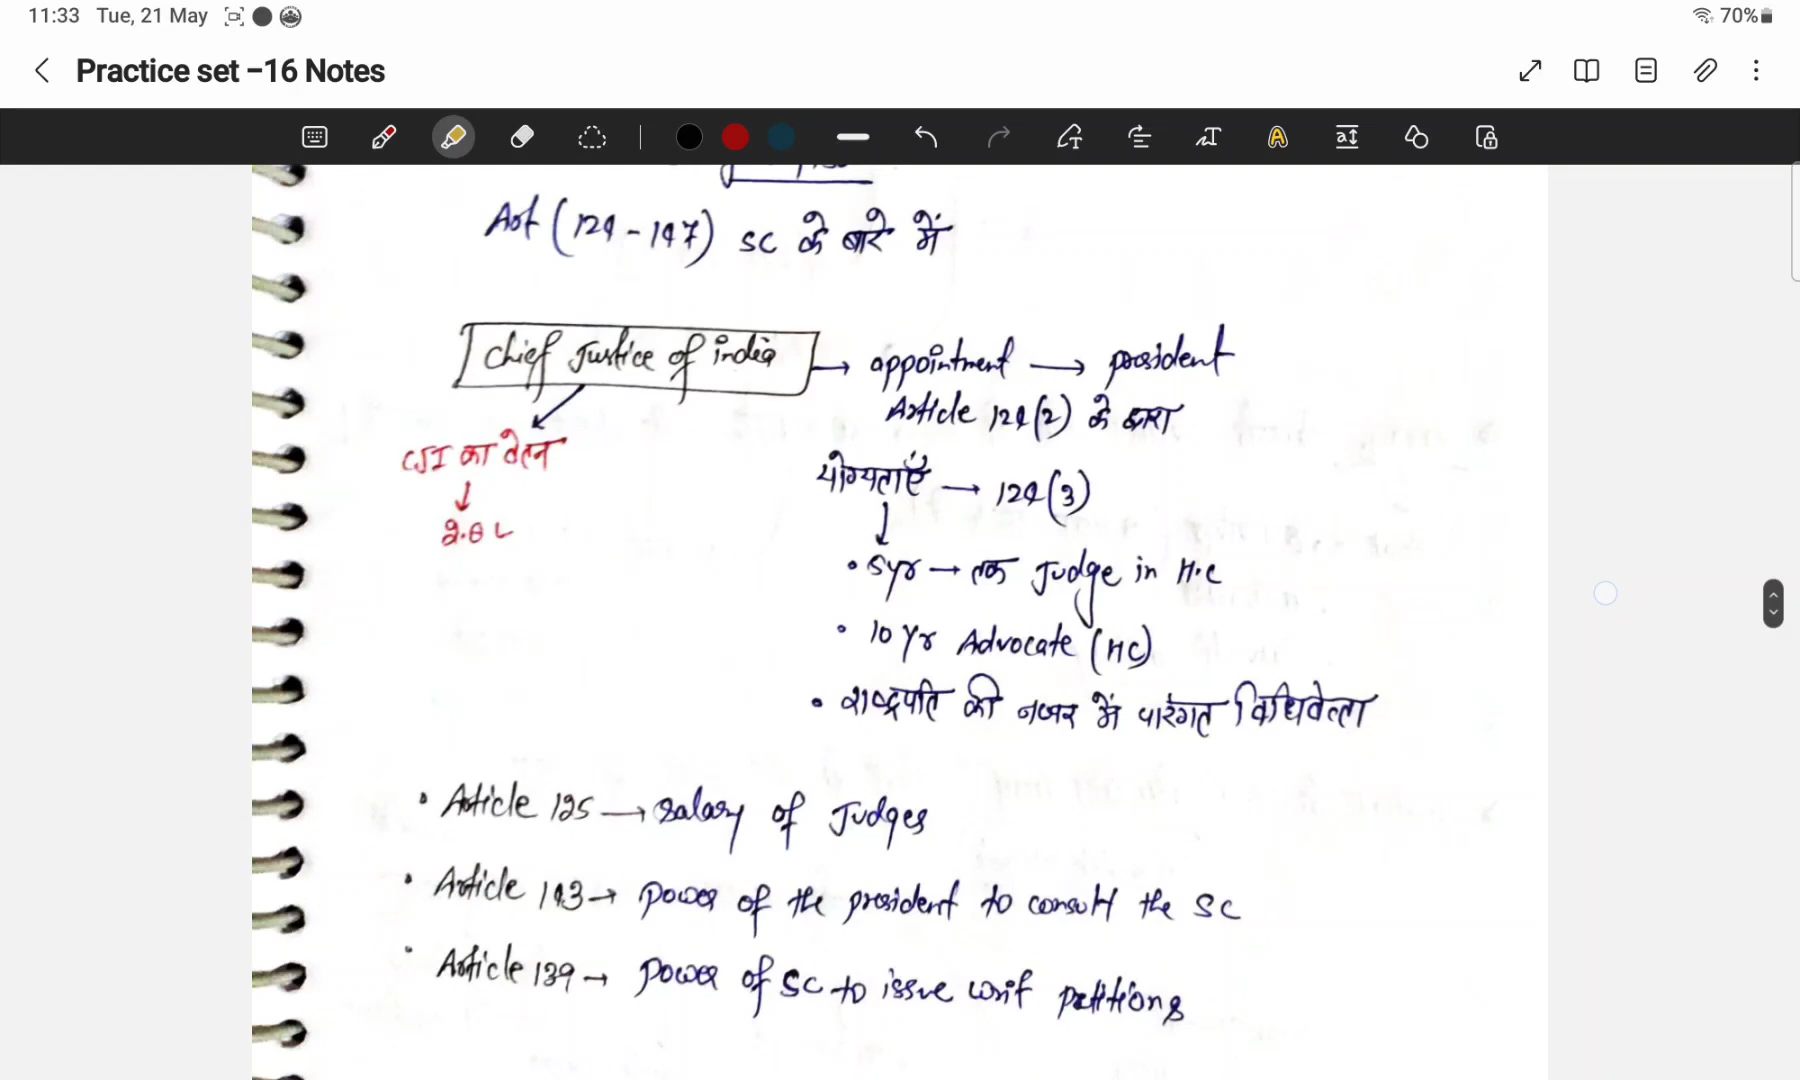 11:33 Tue, 21 May
70%
Practice set –16 Notes
Art (124 - 147) SC के बारे में
Chief Justice of india → appointment → president
Article 124(2) के द्वारा
CSI का वेतन
↓
2.8 L
योग्यताएँ → 124(3)
↓
• 5yr → तक Judge in H.C
• 10 Yr Advocate (HC)
• राष्ट्रपति की नजर में पारंगत विधिवेत्ता
• Article 125 → salary of Judges
• Article 143 → power of the president to consult the SC
• Article 139 → power of SC to issue writ petitions